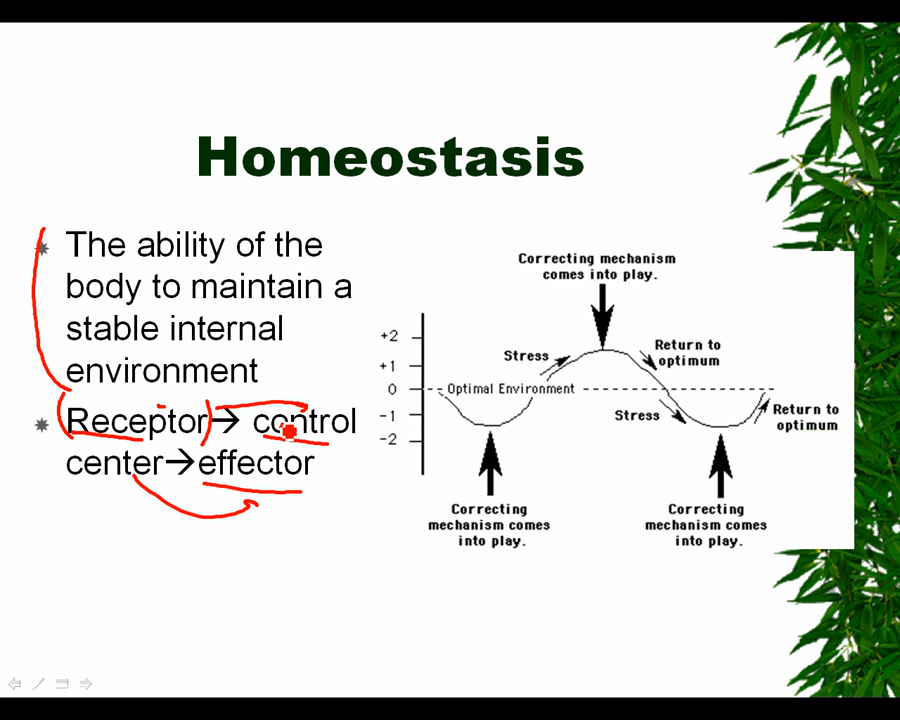 Homeostasis
The ability of the
body to maintain a
stable internal
environment
Receptor→ control
center→effector
Correcting mechanism
comes into play.
+2
+1
0
-1
-2
Stress
Return to
optimum
Optimal Environment
Stress
Return to
optimum
Correcting
mechanism comes
into play.
Correcting
mechanism comes
into play.